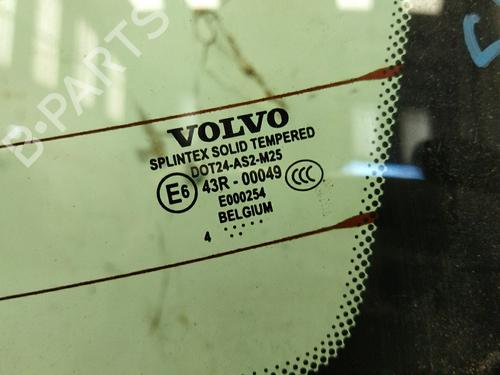 B-PARTS
VOLVO
SPLINTEX SOLID TEMPERED
DOT24-AS2-M25
E6 43R - 00049 CCC
E000254
BELGIUM
4 .....